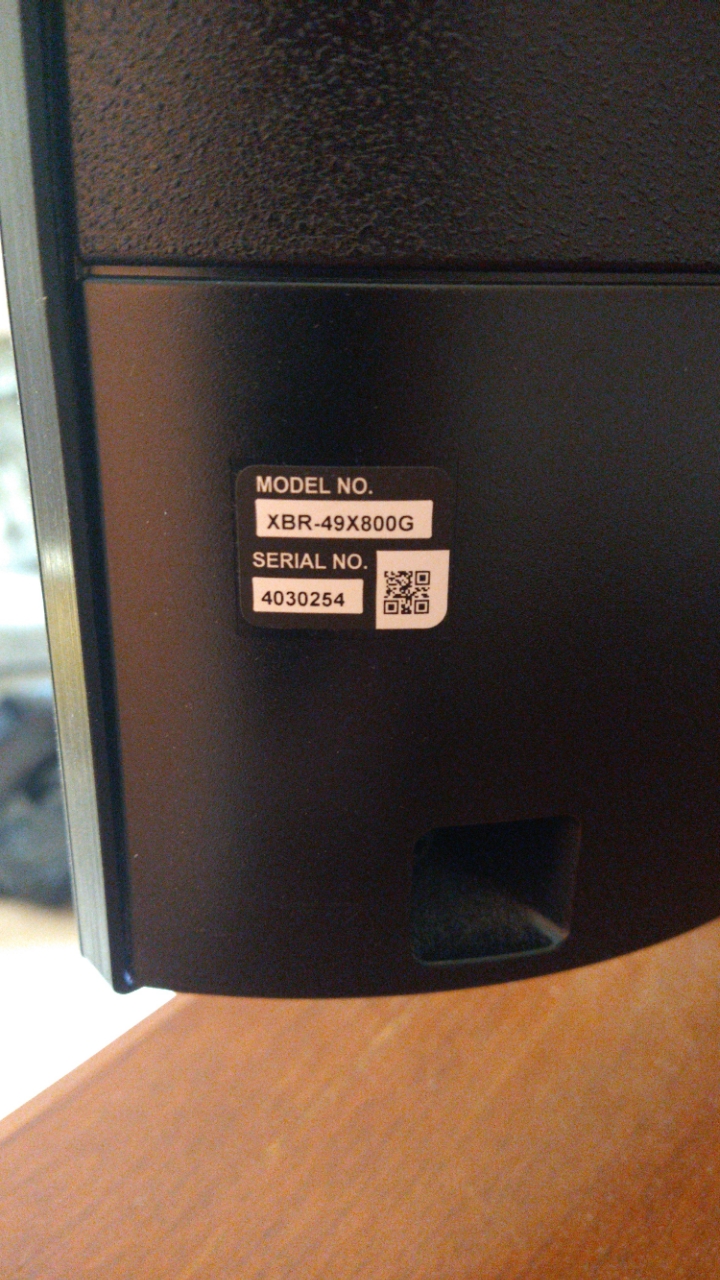 MODEL NO.
XBR-49X800G
SERIAL NO.
4030254